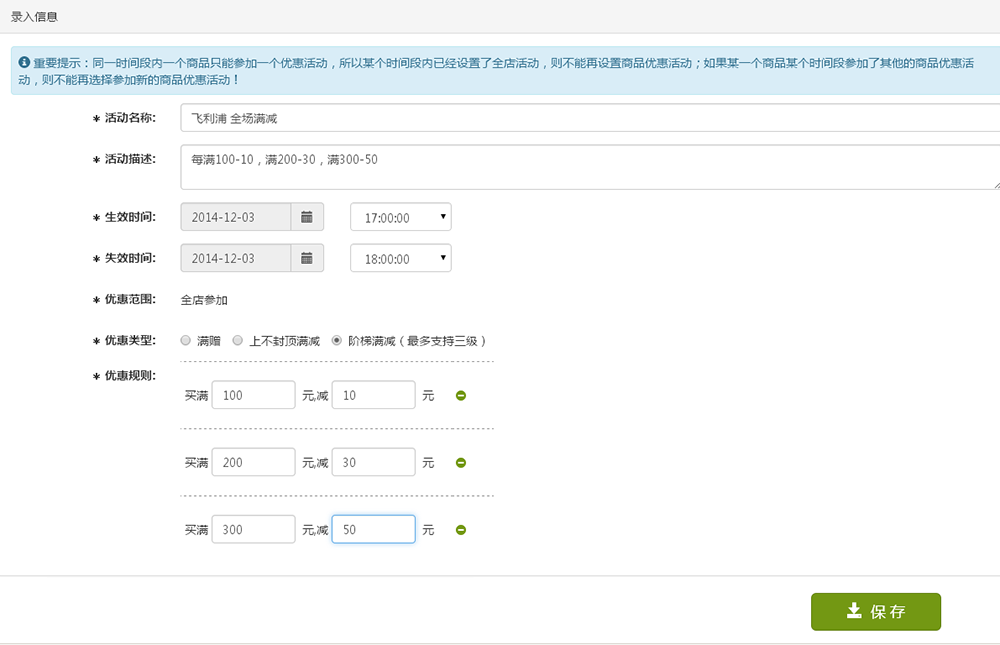 录入信息
重要提示：同一时间段内一个商品只能参加一个优惠活动，所以某个时间段内已经设置了全店活动，则不能再设置商品优惠活动；如果某一个商品某个时间段参加了其他的商品优惠活
动，则不能再选择参加新的商品优惠活动！
* 活动名称: 飞利浦 全场满减
* 活动描述: 每满100-10，满200-30，满300-50
* 生效时间: 2014-12-03 17:00:00
* 失效时间: 2014-12-03 18:00:00
* 优惠范围: 全店参加
* 优惠类型: 满赠 上不封顶满减 阶梯满减（最多支持三级）
* 优惠规则:
买满 100 元,减 10 元
买满 200 元,减 30 元
买满 300 元,减 50 元
保存